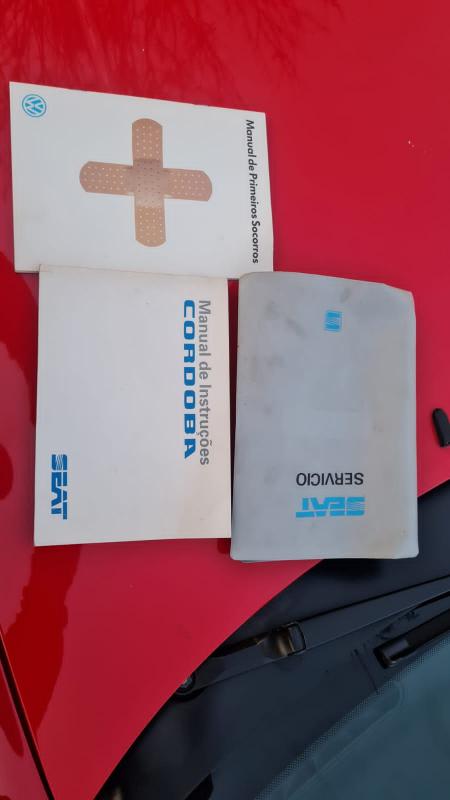 Manual de Primeiros Socorros
Manual de Instruções
CORDOBA
SEAT
SEAT
SERVICIO